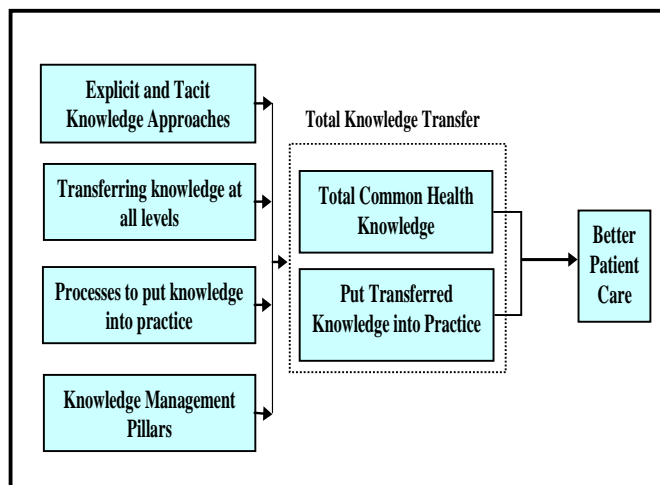 Explicit and Tacit
Knowledge Approaches
Transferring knowledge at
all levels
Processes to put knowledge
into practice
Knowledge Management
Pillars
Total Knowledge Transfer
Total Common Health
Knowledge
Put Transferred
Knowledge into Practice
Better
Patient
Care